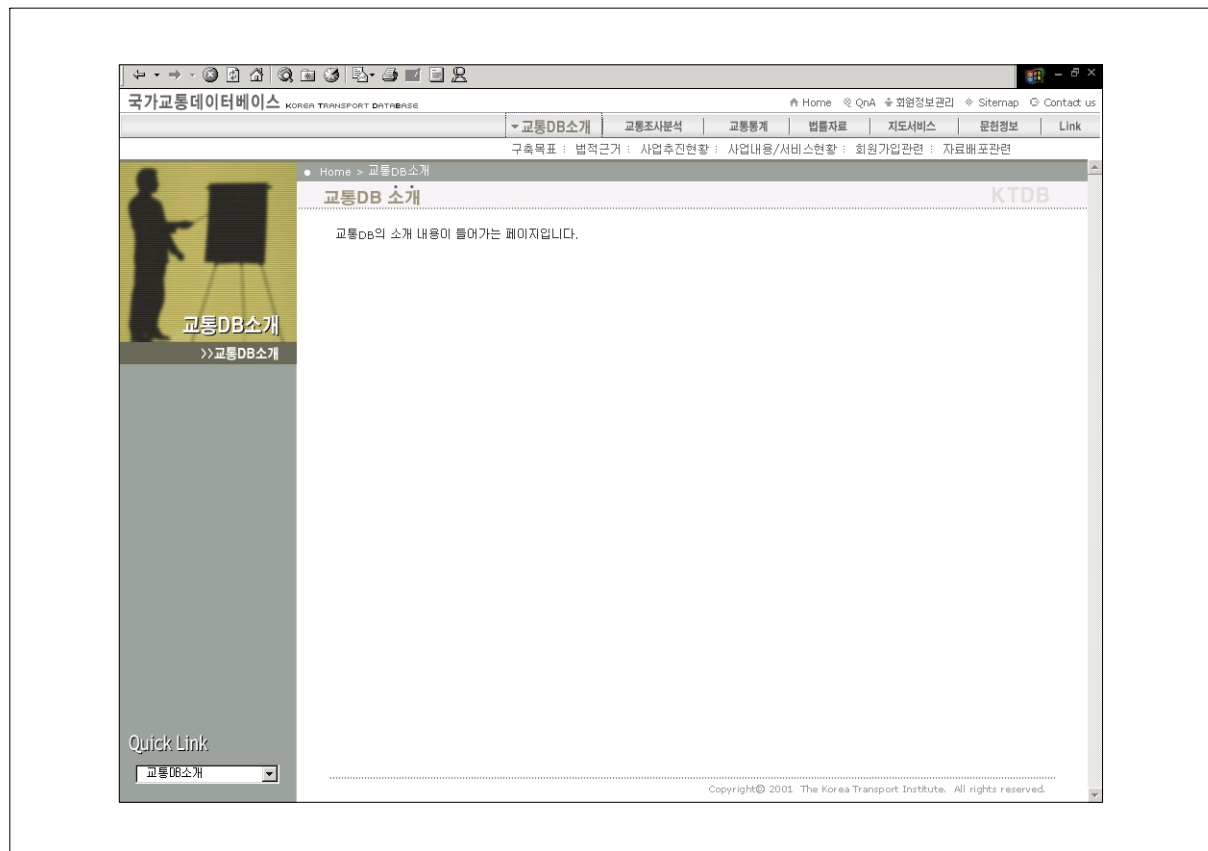 국가교통데이터베이스 KOREA TRANSPORT DATABASE
Home QnA 회원정보관리 Sitemap Contact us
교통DB소개 교통조사분석 교통통계 법률자료 지도서비스 문헌정보 Link
구축목표 : 법적근거 : 사업추진현황 : 사업내용/서비스현황 : 회원가입관련 : 자료배포관련
Home > 교통DB소개
교통DB 소개
KTDB
교통DB의 소개 내용이 들어가는 페이지입니다.
교통DB소개
>>교통DB소개
Quick Link
교통DB소개
Copyright© 2001 The Korea Transport Institute. All rights reserved.